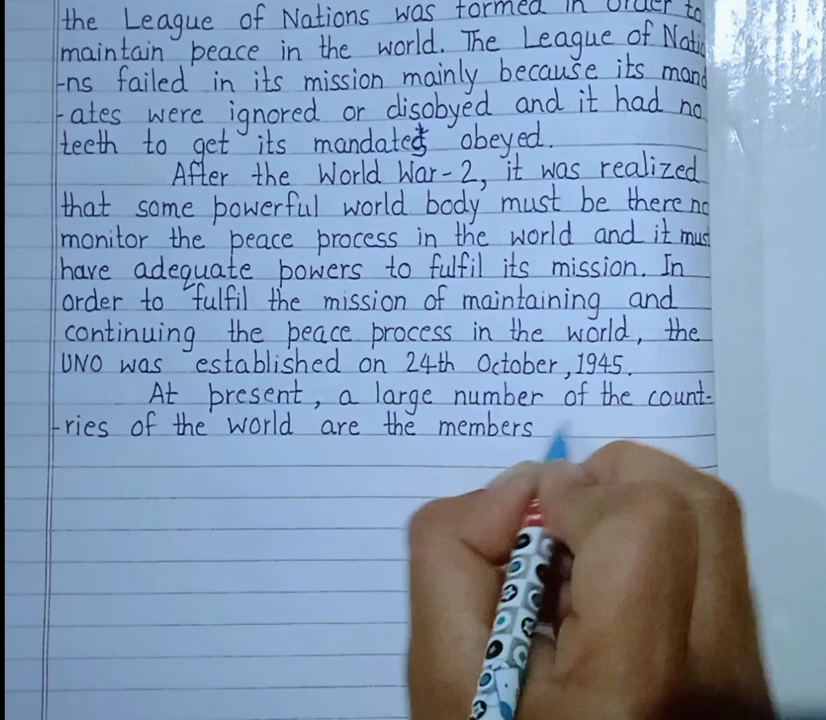 the League of Nations was formed in order to
maintain peace in the world. The League of Natio
-ns failed in its mission mainly because its mand
-ates were ignored or disobyed and it had no
teeth to get its mandates obeyed.
After the World War-2, it was realized
that some powerful world body must be there no
monitor the peace process in the world and it must
have adequate powers to fulfil its mission. In
order to fulfil the mission of maintaining and
continuing the peace process in the world, the
UNO was established on 24th October, 1945.
At present, a large number of the count-
-ries of the world are the members